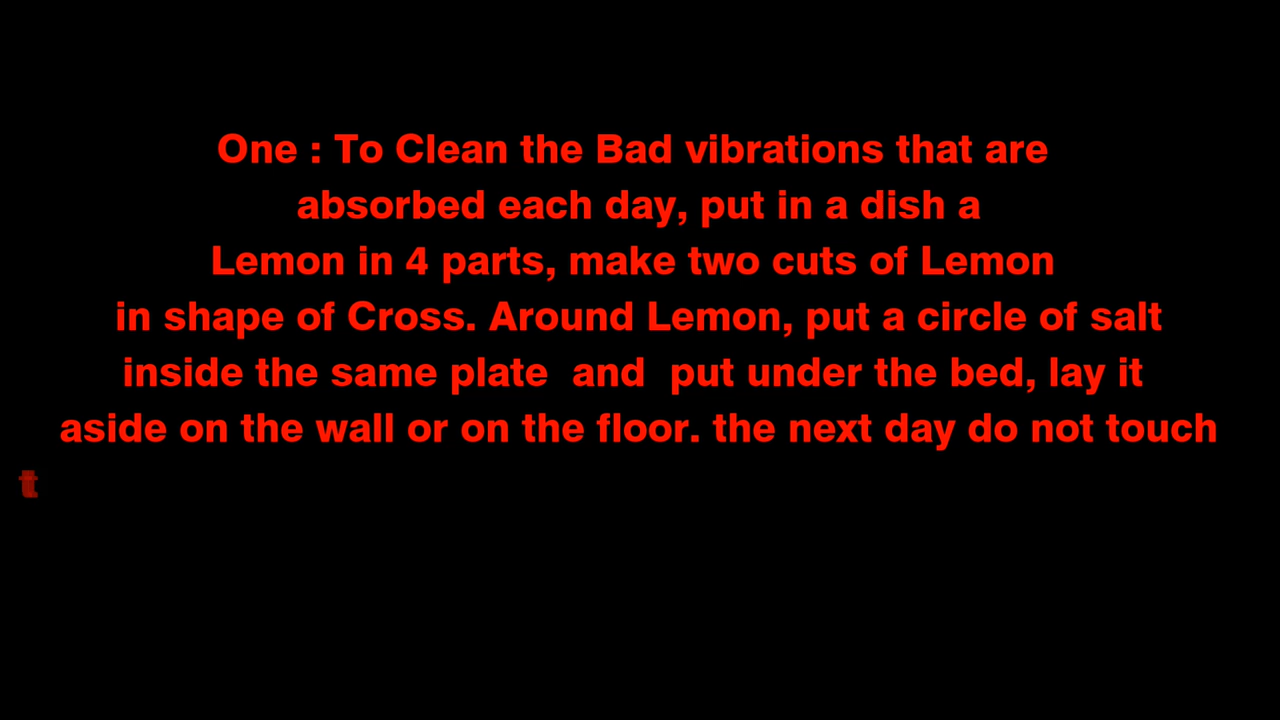 One : To Clean the Bad vibrations that are
absorbed each day, put in a dish a
Lemon in 4 parts, make two cuts of Lemon
in shape of Cross. Around Lemon, put a circle of salt
inside the same plate  and  put under the bed, lay it
aside on the wall or on the floor. the next day do not touch
t